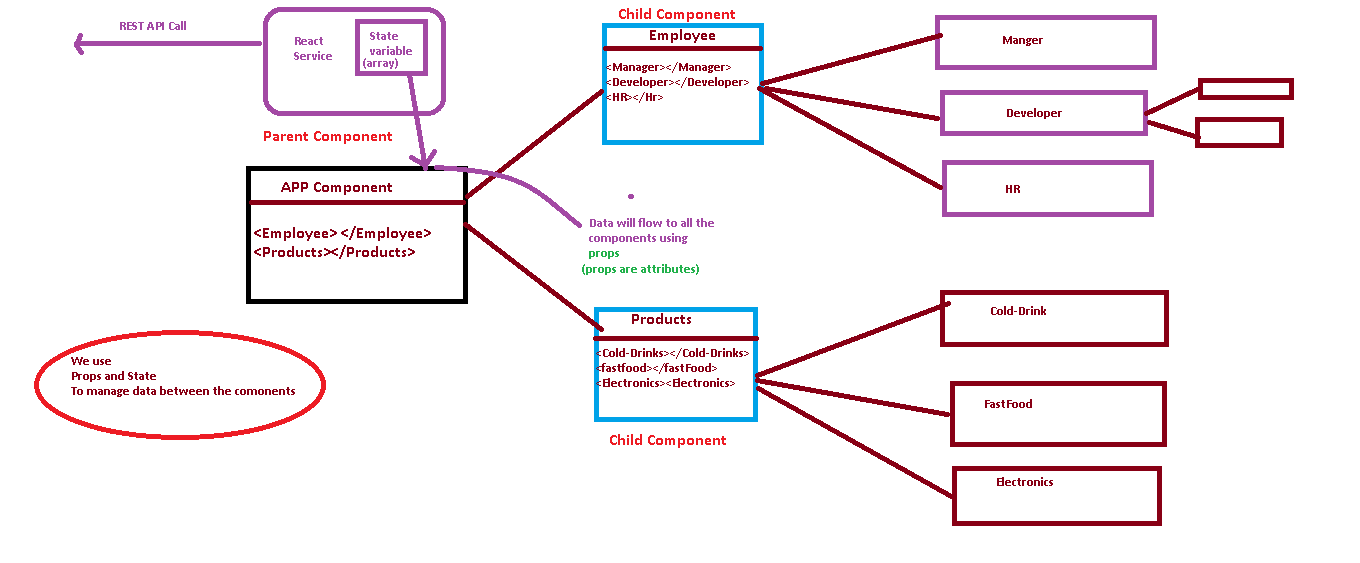 REST API Call
React
Service
State
variable
(array)
Parent Component
APP Component
<Employee></Employee>
<Products></Products>
Child Component
Employee
<Manager></Manager>
<Developer></Developer>
<HR></Hr>
Manger
Developer
HR
Data will flow to all the
components using
props
(props are attributes)
We use
Props and State
To manage data between the comonents
Products
<Cold-Drinks></Cold-Drinks>
<fastfood></fastFood>
<Electronics><Electronics>
Child Component
Cold-Drink
FastFood
Electronics